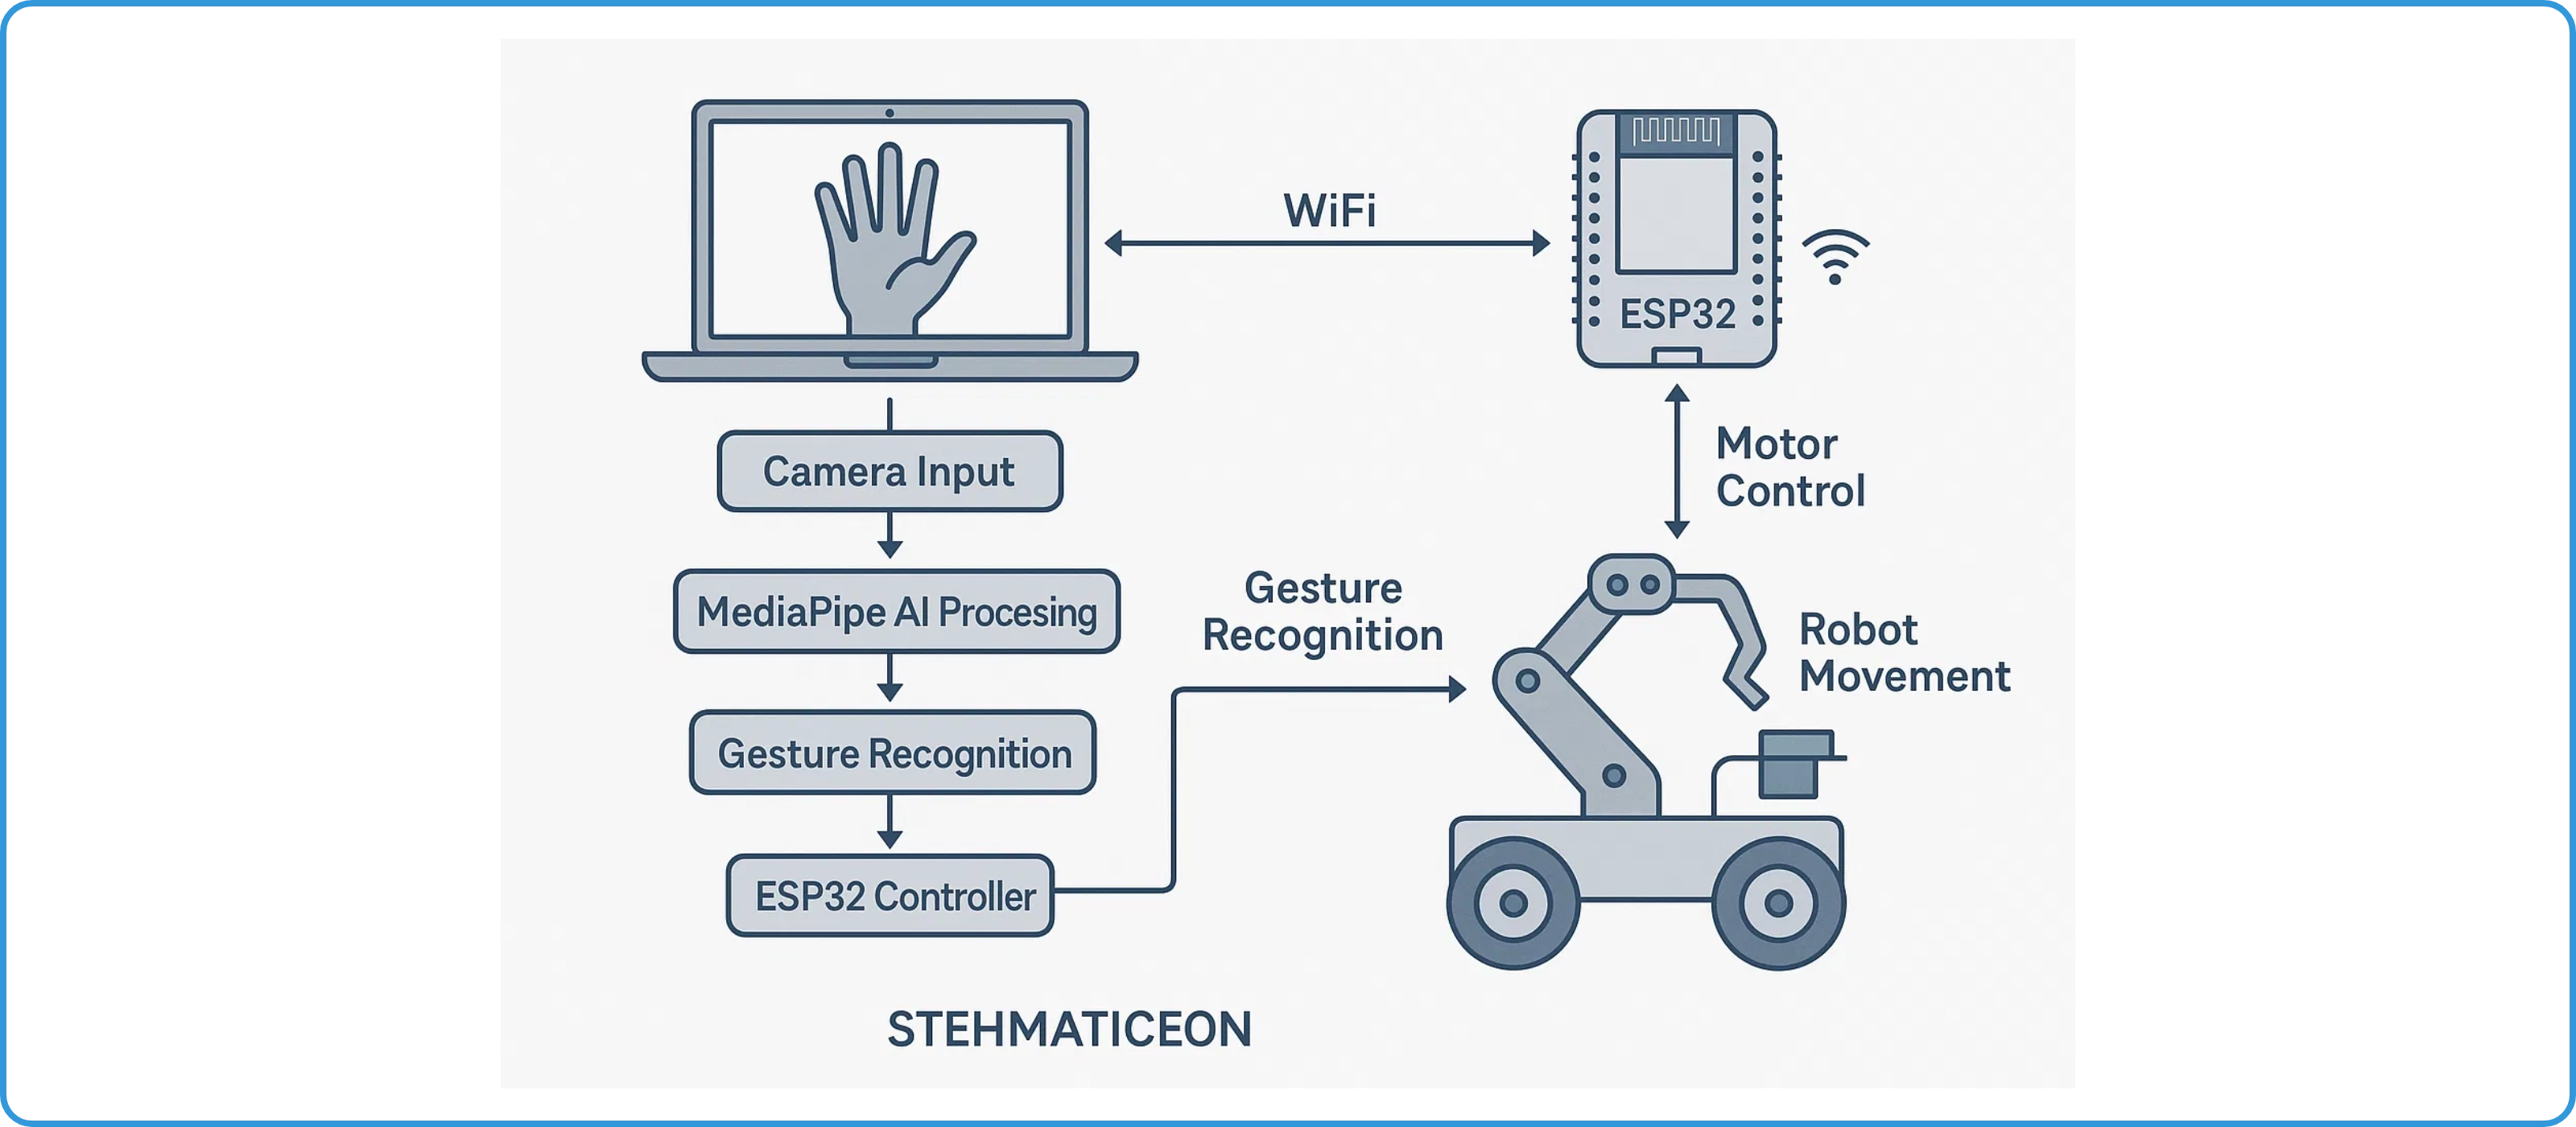 WiFi
ESP32
Camera Input
Motor
Control
MediaPipe AI Procesing
Gesture
Recognition
Robot
Movement
Gesture Recognition
ESP32 Controller
STEHMATICEON